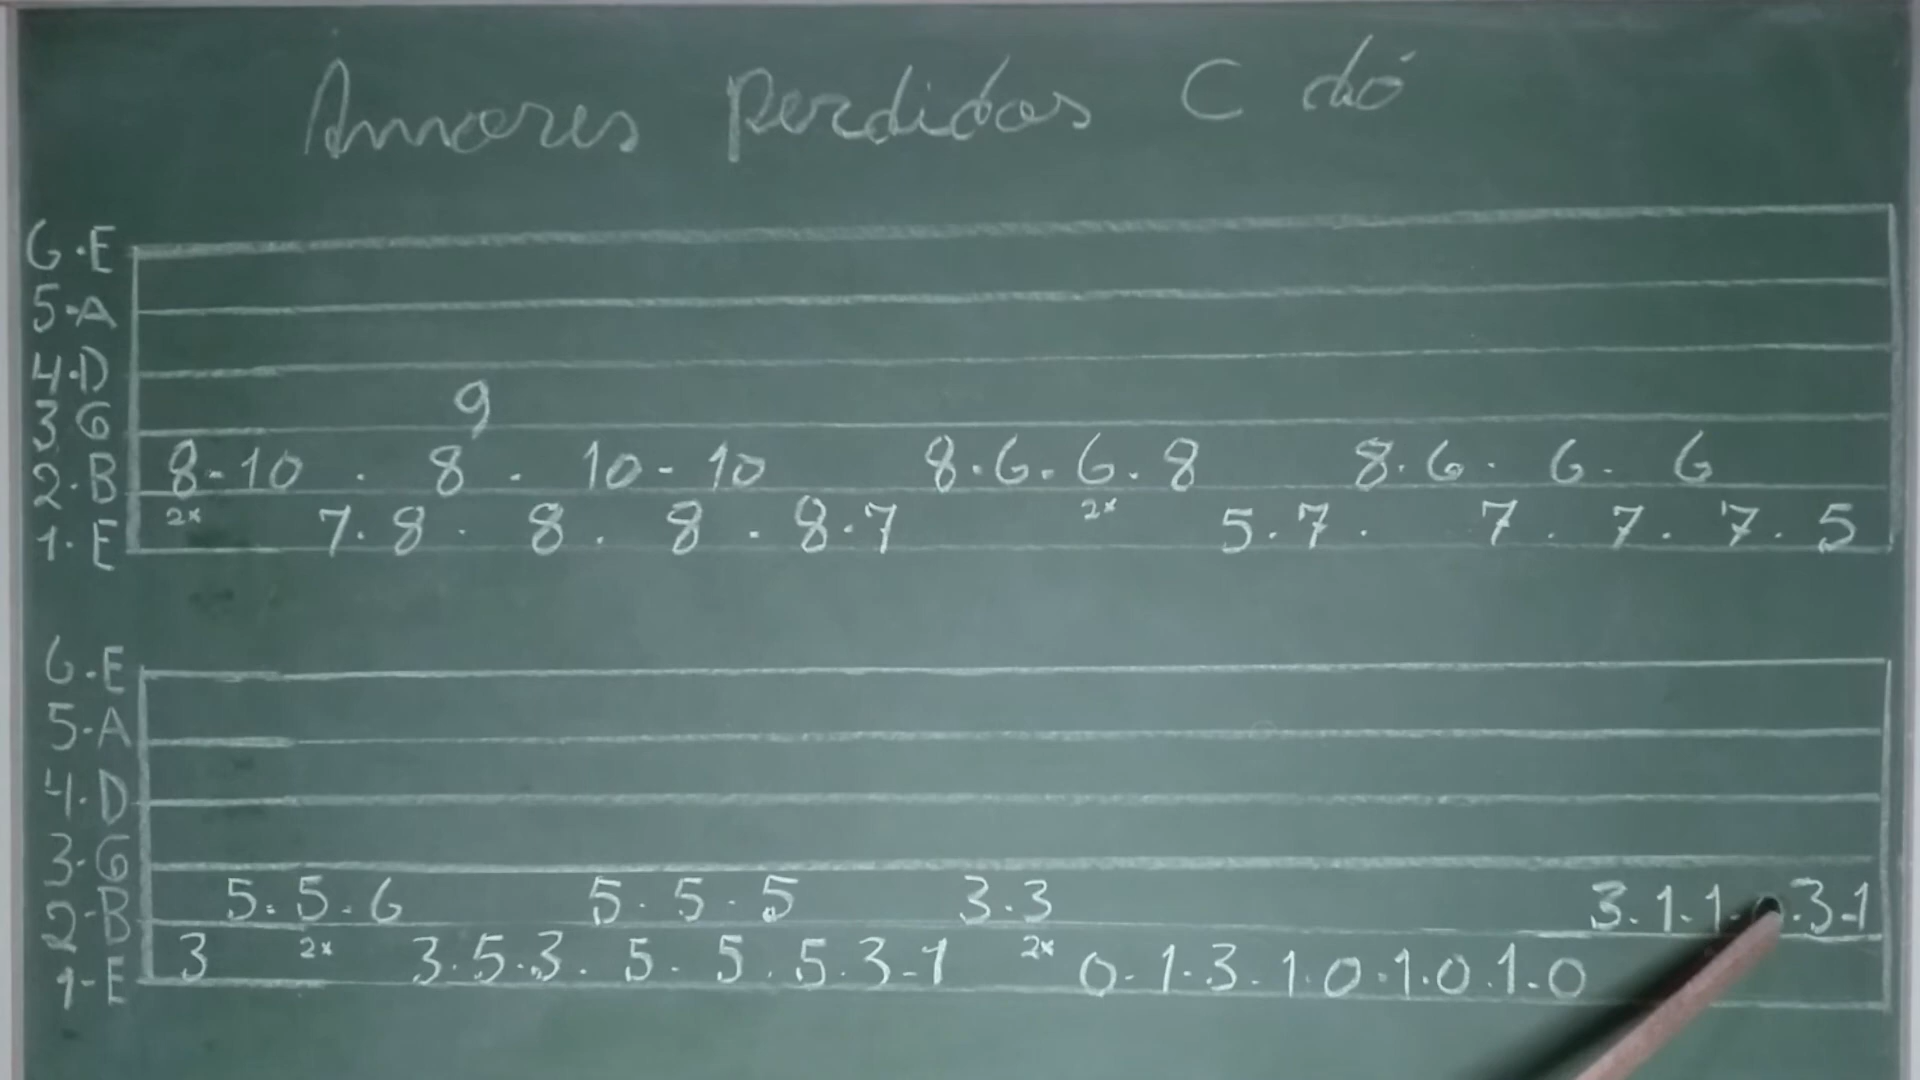 Amores perdidos C dó
6.E
5-A
4.D 9
3 G
2.B 8-10 . 8 . 10-10 8.6.6.8 8.6. 6. 6
2x 2x
1.E 7.8. 8. 8 . 8.7 5.7. 7. 7. 7. 5
6.E
5-A
4.D
3-G
2-B 5.5-6 5.5.5 3.3 3.1.1 .3-1
2x 2x
1-E 3 3.5.3. 5. 5.5.3-1 0-1.3.1.0.1.0.1.0